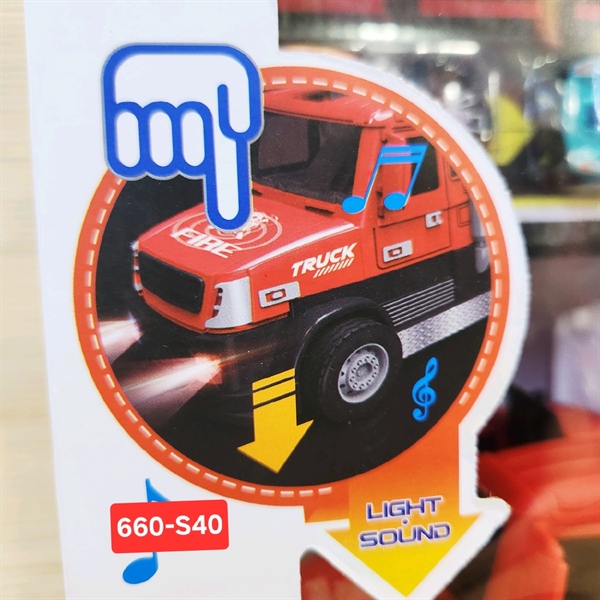 FIRE
TRUCK
LIGHT
SOUND
660-S40